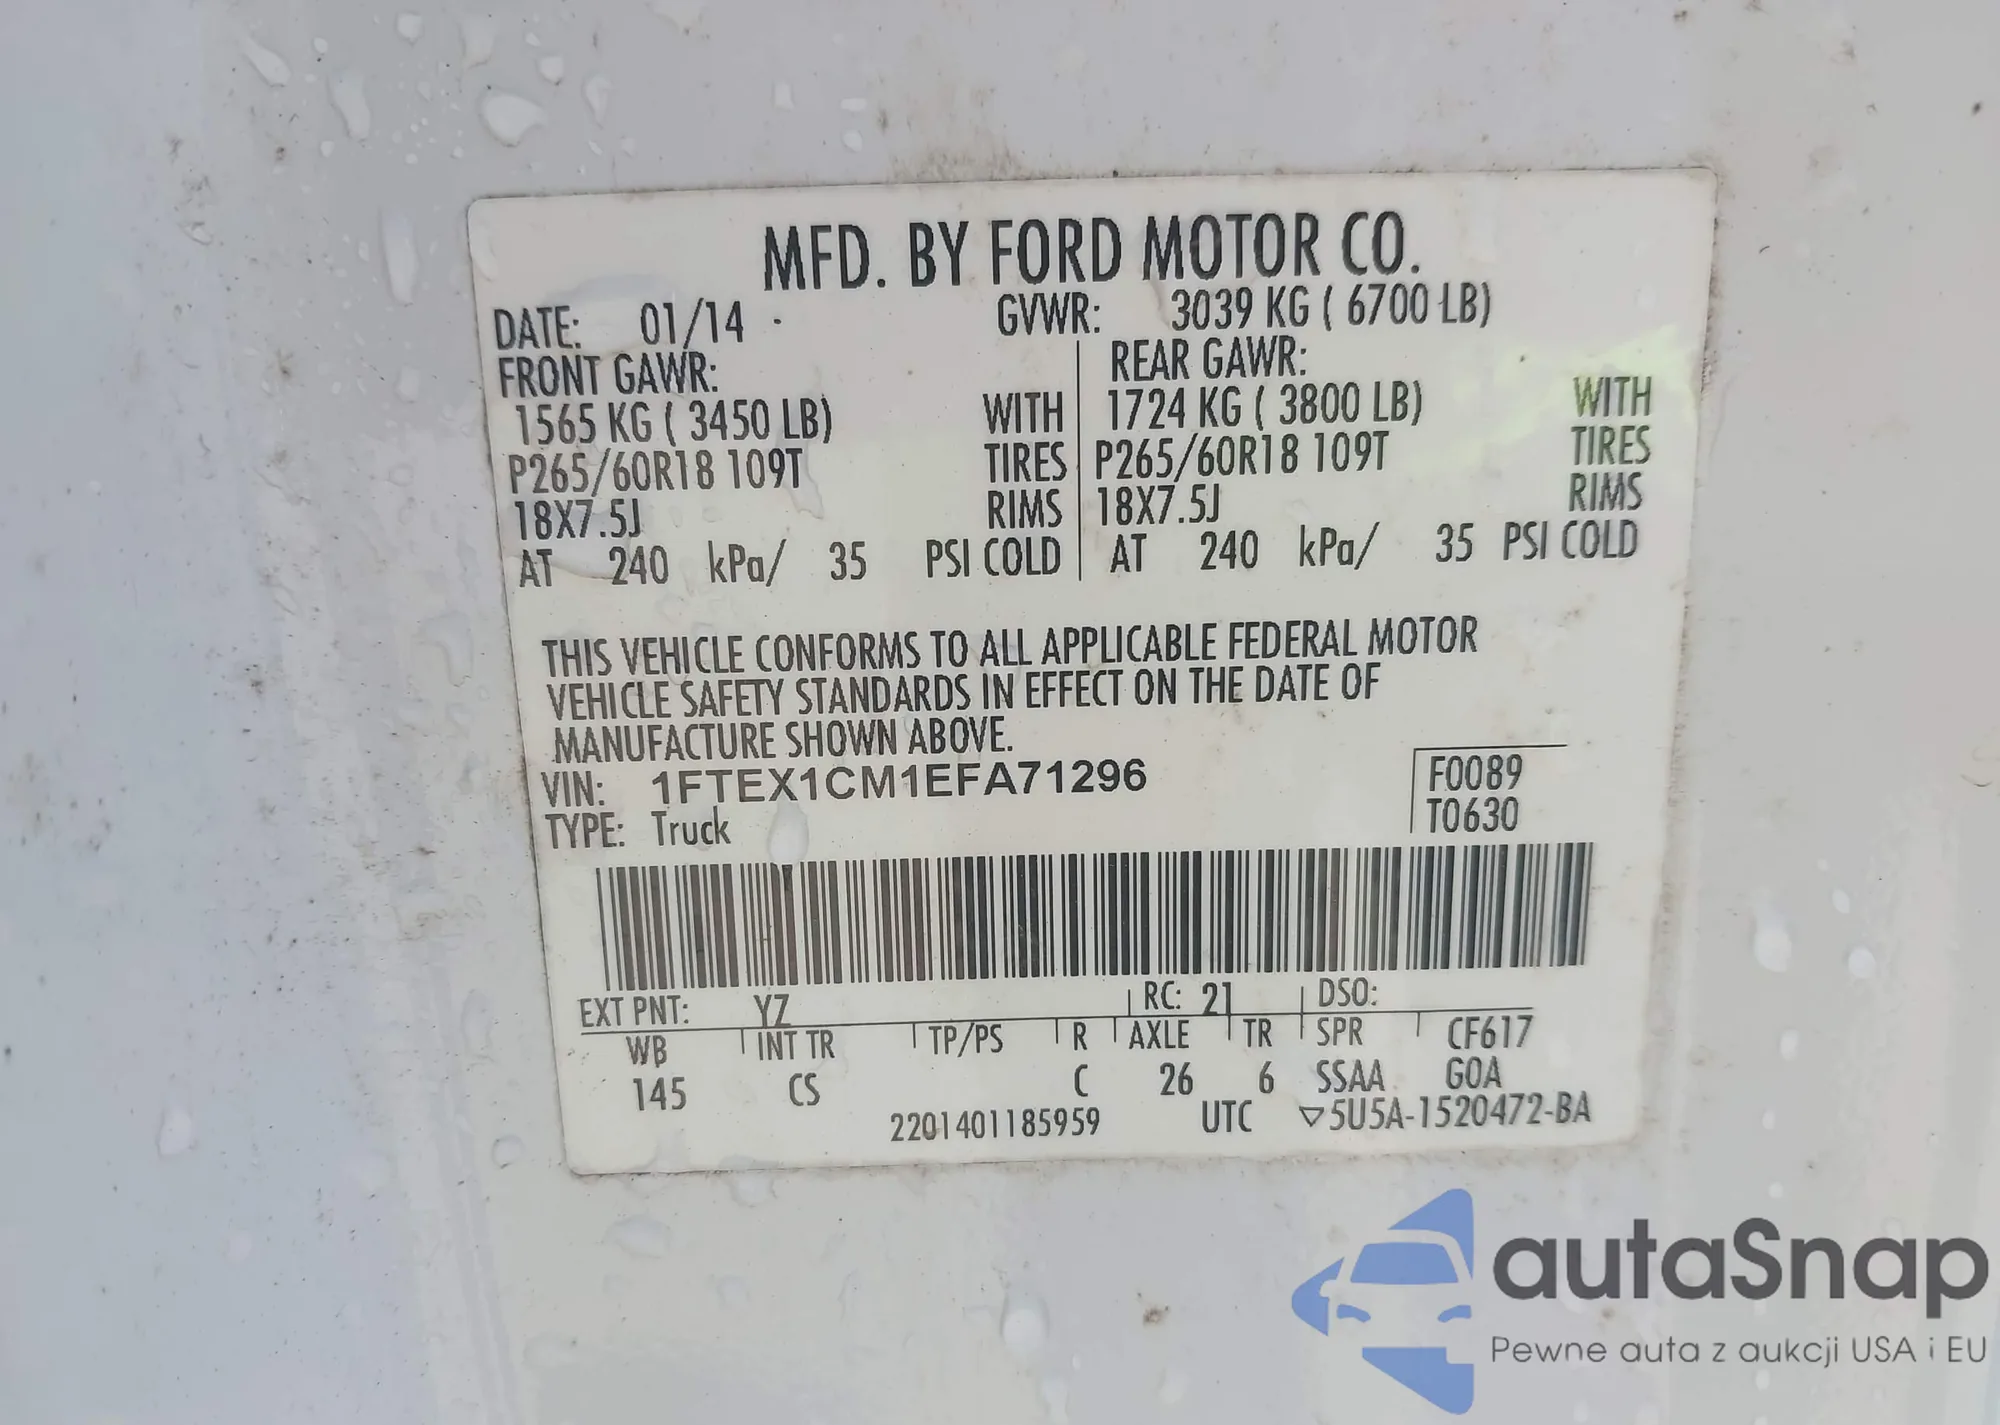 MFD. BY FORD MOTOR CO.
DATE: 01/14 GVWR: 3039 KG ( 6700 LB)
FRONT GAWR: REAR GAWR:
1565 KG ( 3450 LB) WITH 1724 KG ( 3800 LB) WITH
P265/60R18 109T TIRES P265/60R18 109T TIRES
18X7.5J RIMS 18X7.5J RIMS
AT 240 kPa/ 35 PSI COLD AT 240 kPa/ 35 PSI COLD
THIS VEHICLE CONFORMS TO ALL APPLICABLE FEDERAL MOTOR
VEHICLE SAFETY STANDARDS IN EFFECT ON THE DATE OF
MANUFACTURE SHOWN ABOVE.
VIN: 1FTEX1CM1EFA71296 F0089
TYPE: Truck T0630
EXT PNT: YZ RC: 21 DSO:
WB INT TR TP/PS R AXLE TR SPR CF617
145 CS C 26 6 SSAA GOA
2201401185959 UTC ▽5U5A-1520472-BA
autaSnap
Pewne auta z aukcji USA i EU